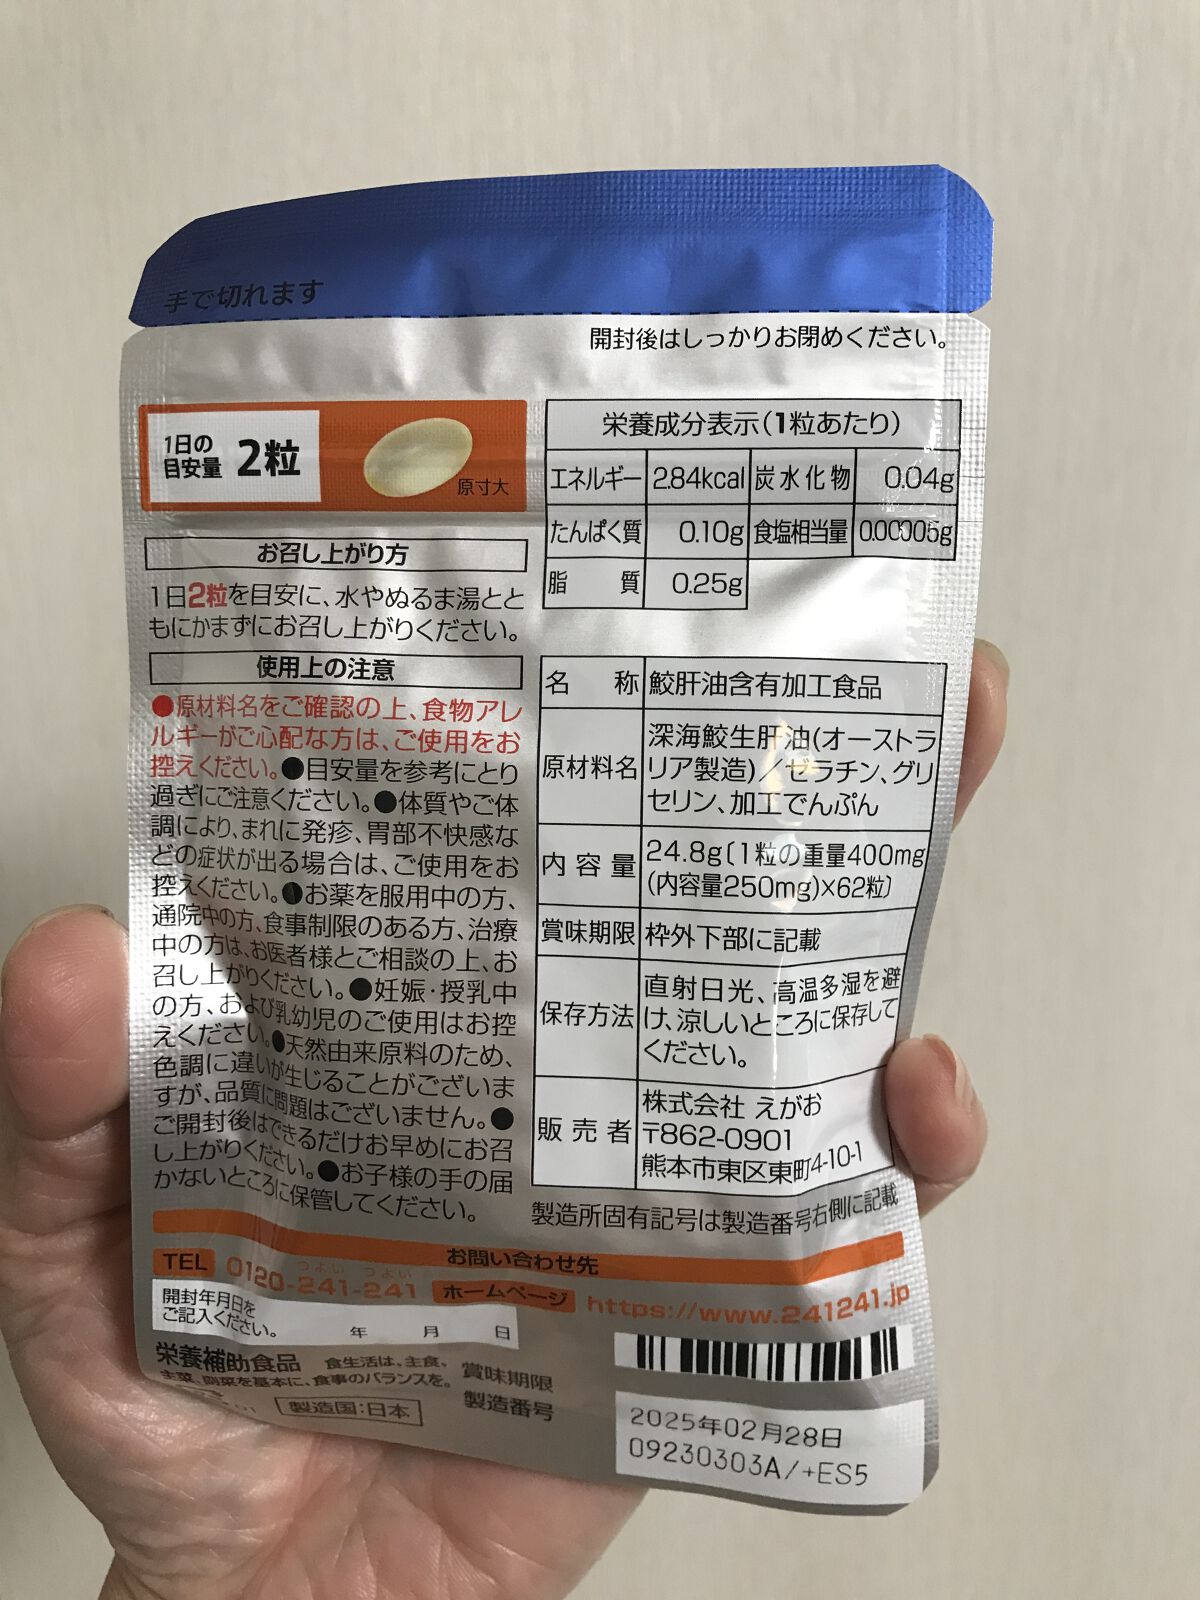 手で切れます
開封後はしっかりお閉めください。
1日の
目安量 2粒
原寸大
お召し上がり方
1日2粒を目安に、水やぬるま湯とと
もにかまずにお召し上がりください。
使用上の注意
●原材料名をご確認の上、食物アレ
ルギーがご心配な方は、ご使用をお
控えください。●目安量を参考にとり
過ぎにご注意ください。●体質やご体
調により、まれに発疹、胃部不快感な
どの症状が出る場合は、ご使用をお
控えください。●お薬を服用中の方、
通院中の方、食事制限のある方、治療
中の方は、お医者様とご相談の上、お
召し上がりください。●妊娠・授乳中
の方、および乳幼児のご使用はお控
えください。●天然由来原料のため、
色調に違いが生じることがございま
すが、品質に問題はございません。●
ご開封後はできるだけお早めにお召
し上がりください。●お子様の手の届
かないところに保管してください。
栄養成分表示(1粒あたり)
エネルギー 2.84kcal 炭水化物 0.04g
たんぱく質 0.10g 食塩相当量 0.00005g
脂質 0.25g
名称 鮫肝油含有加工食品
原材料名 深海鮫生肝油(オーストラ
リア製造)/ゼラチン、グリ
セリン、加工でんぷん
内容量 24.8g〔1粒の重量400mg
(内容量250mg)×62粒〕
賞味期限 枠外下部に記載
保存方法 直射日光、高温多湿を避
け、涼しいところに保存して
ください。
販売者 株式会社 えがお
〒862-0901
熊本市東区東町4-10-1
製造所固有記号は製造番号右側に記載
お問い合わせ先
つよい つよい
TEL 0120-241-241 ホームページ https://www.241241.jp
開封年月日を
ご記入ください。 年 月 日
栄養補助食品 食生活は、主食、
主菜、副菜を基本に、食事のバランスを。
製造国:日本
賞味期限
製造番号
2025年02月28日
09230303A/+ES5